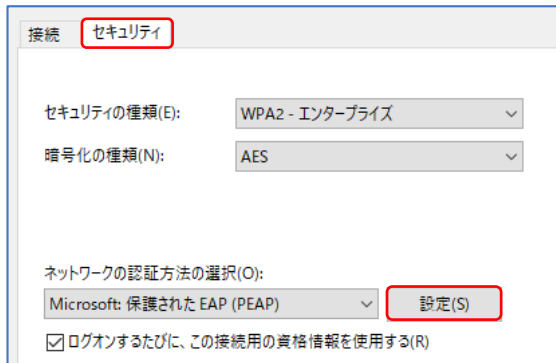 接続 セキュリティ
セキュリティの種類(E): WPA2 - エンタープライズ
暗号化の種類(N): AES
ネットワークの認証方法の選択(O):
Microsoft: 保護された EAP (PEAP) 設定(S)
ログオンするたびに、この接続用の資格情報を使用する(R)